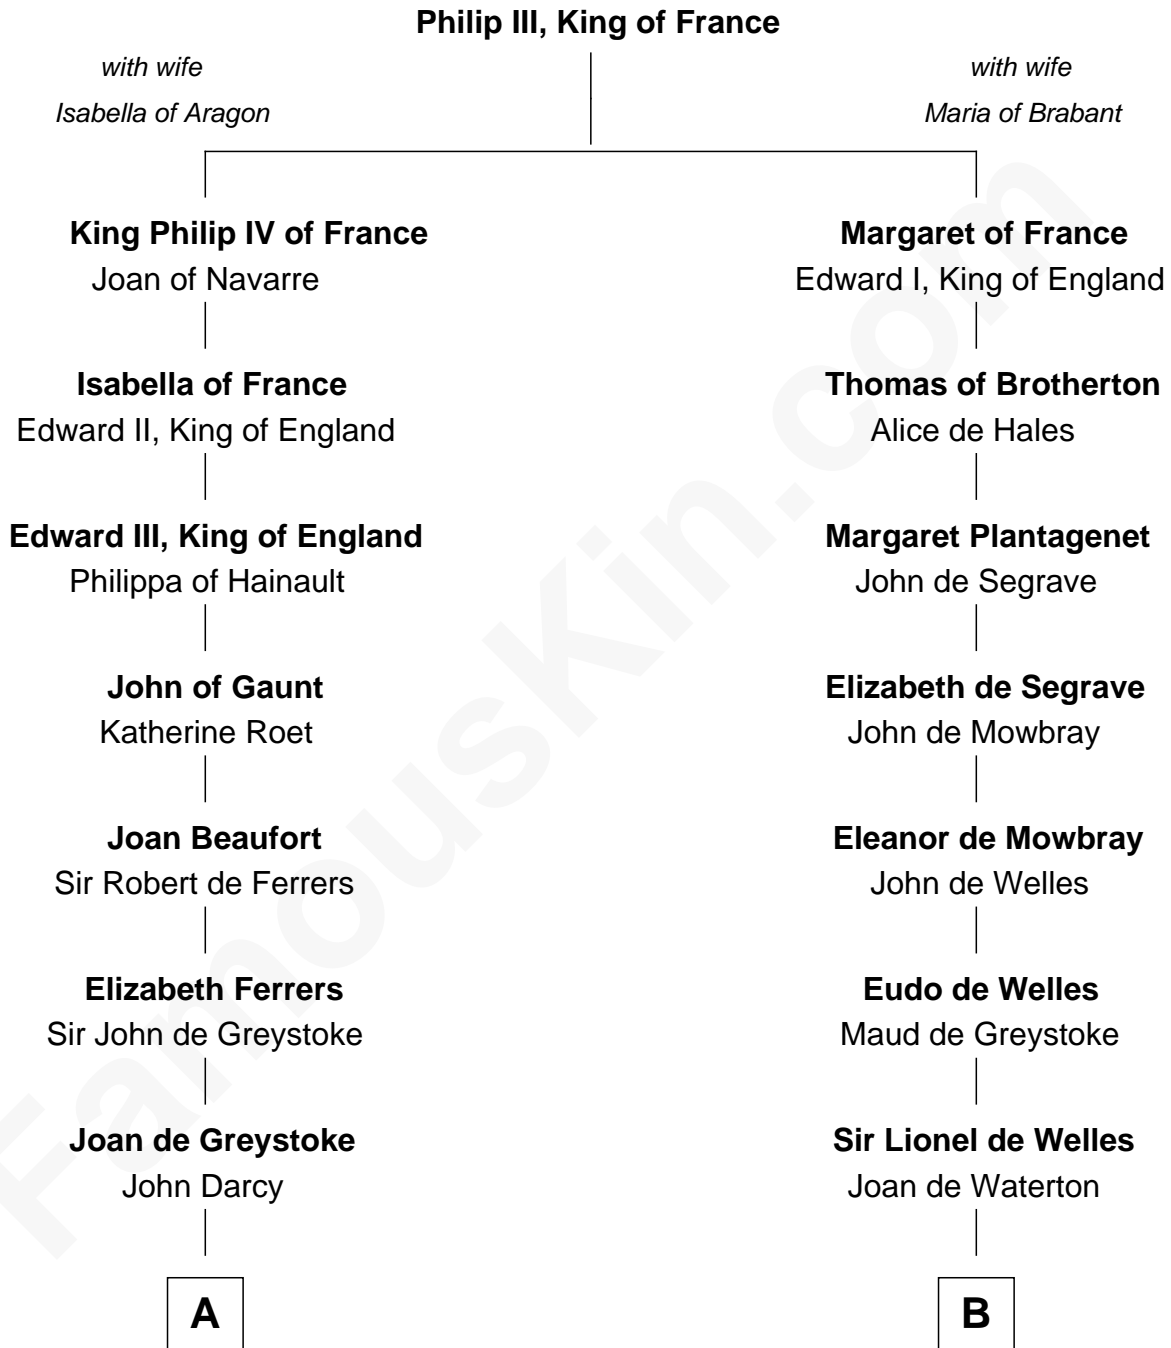 Philip III, King of France
with wife
Isabella of Aragon
with wife
Maria of Brabant
King Philip IV of France
Joan of Navarre
Margaret of France
Edward I, King of England
Isabella of France
Edward II, King of England
Thomas of Brotherton
Alice de Hales
Edward III, King of England
Philippa of Hainault
Margaret Plantagenet
John de Segrave
John of Gaunt
Katherine Roet
Elizabeth de Segrave
John de Mowbray
Joan Beaufort
Sir Robert de Ferrers
Eleanor de Mowbray
John de Welles
Elizabeth Ferrers
Sir John de Greystoke
Eudo de Welles
Maud de Greystoke
Joan de Greystoke
John Darcy
Sir Lionel de Welles
Joan de Waterton
A
B
FamousKin.com